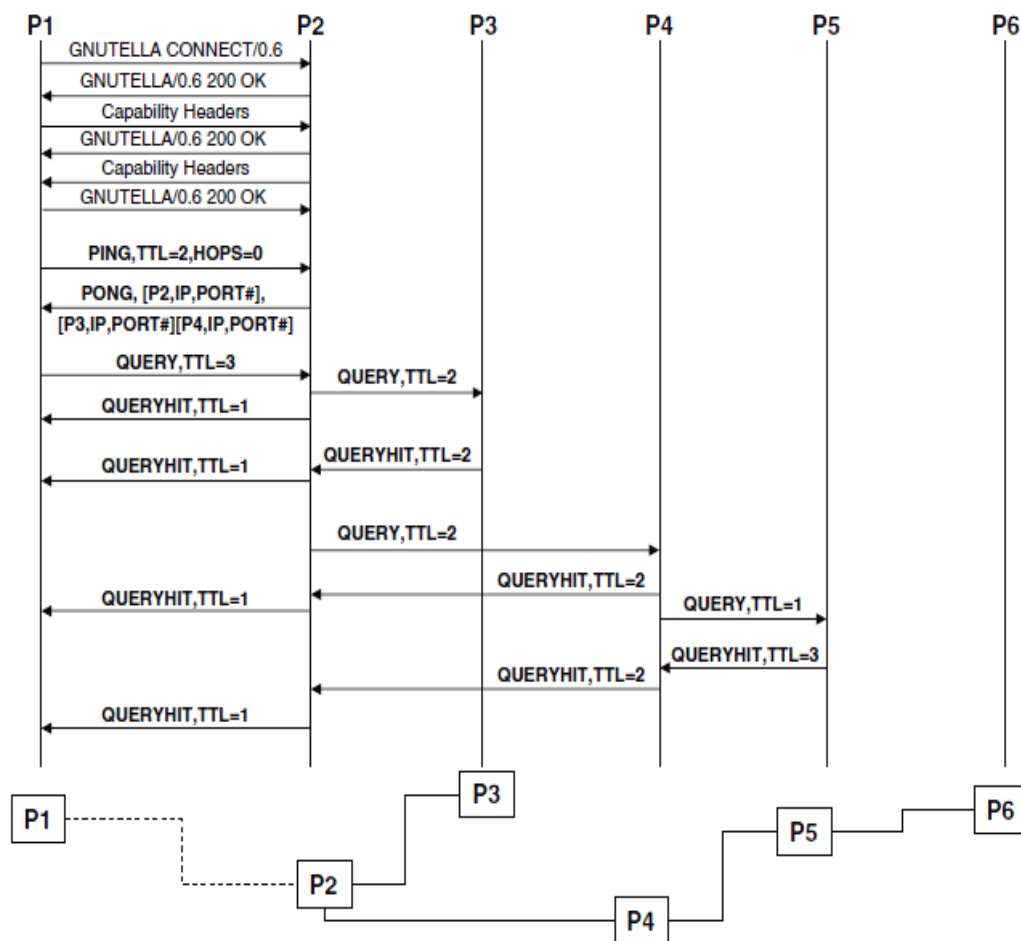 P1 P2 P3 P4 P5 P6
GNUTELLA CONNECT/0.6
GNUTELLA/0.6 200 OK
Capability Headers
GNUTELLA/0.6 200 OK
Capability Headers
GNUTELLA/0.6 200 OK
PING,TTL=2,HOPS=0
PONG, [P2,IP,PORT#],
[P3,IP,PORT#][P4,IP,PORT#]
QUERY,TTL=3
QUERY,TTL=2
QUERYHIT,TTL=1
QUERYHIT,TTL=2
QUERYHIT,TTL=1
QUERY,TTL=2
QUERYHIT,TTL=2
QUERYHIT,TTL=1
QUERY,TTL=1
QUERYHIT,TTL=3
QUERYHIT,TTL=2
QUERYHIT,TTL=1
P3
P1
P6
P5
P2
P4